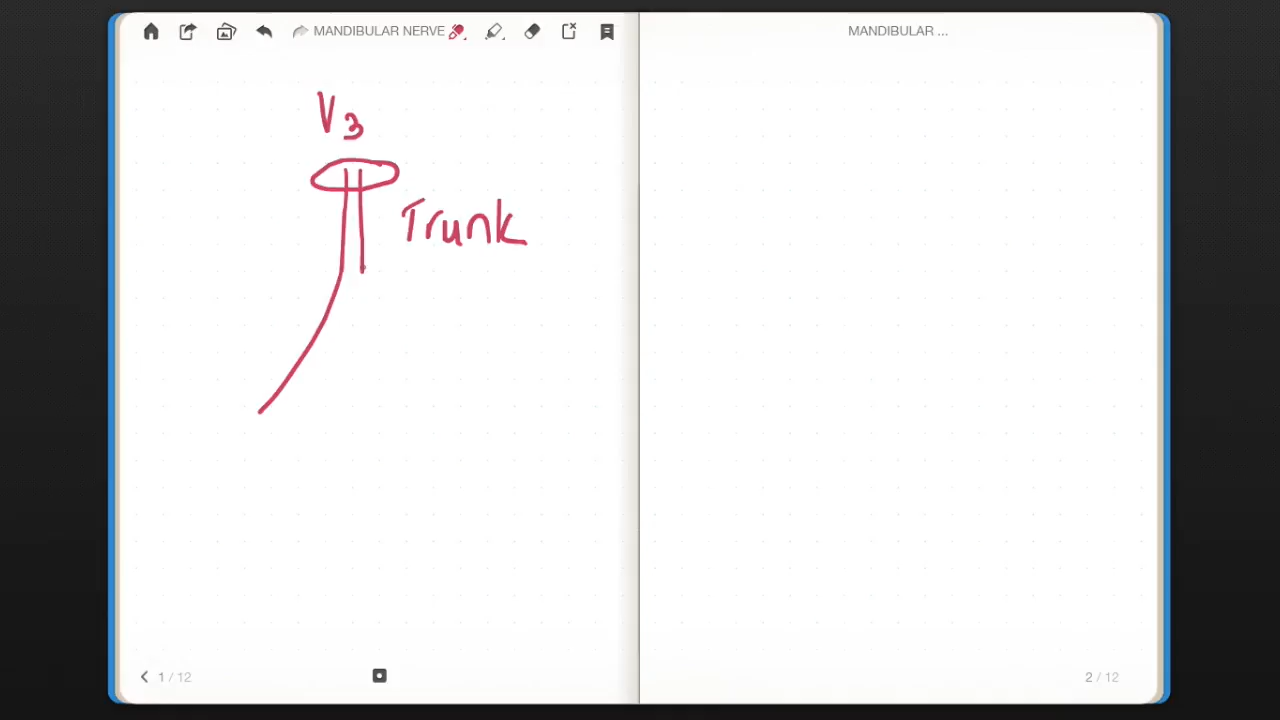 MANDIBULAR NERVE
MANDIBULAR ...
V3
Trunk
1 / 12
2 / 12